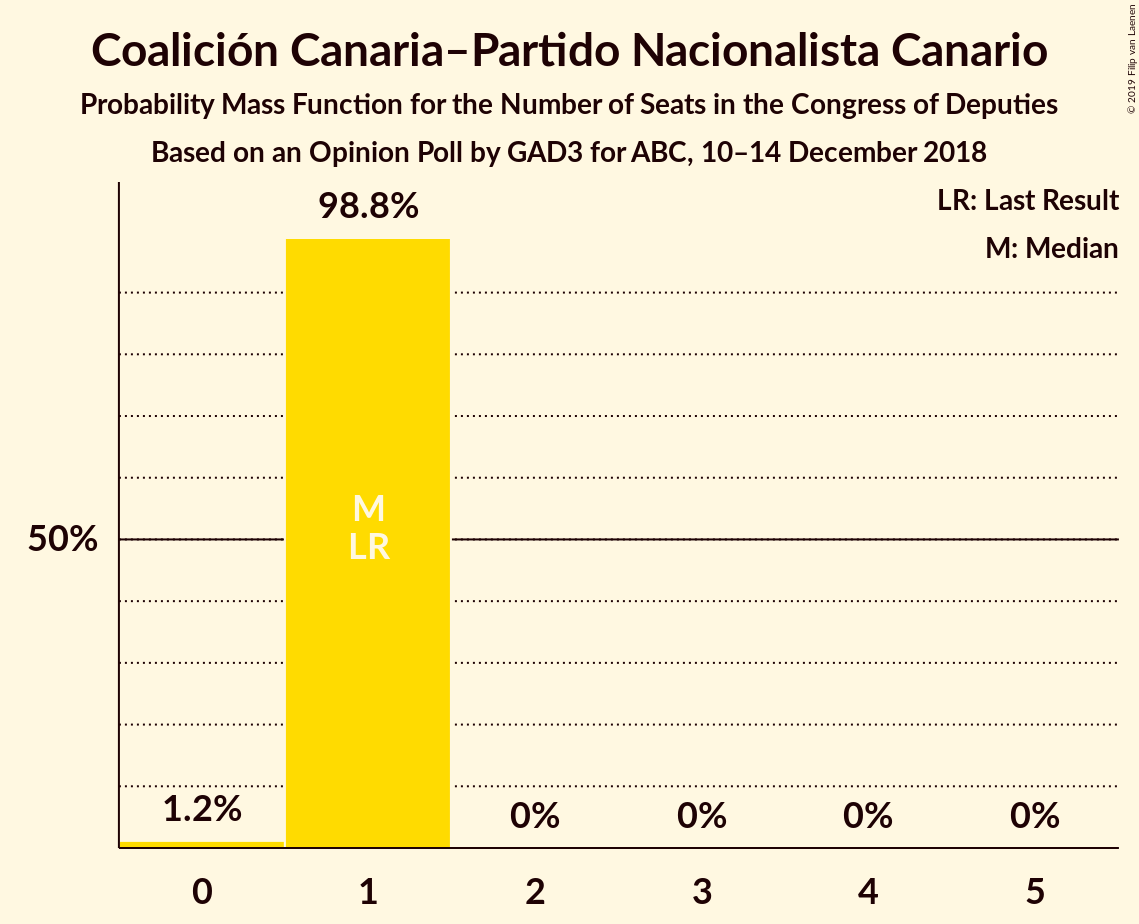 Coalición Canaria–Partido Nacionalista Canario
Probability Mass Function for the Number of Seats in the Congress of Deputies
Based on an Opinion Poll by GAD3 for ABC, 10–14 December 2018
© 2019 Filip van Laenen
LR: Last Result
M: Median
98.8%
M
LR
50%
1.2%
0%
0%
0%
0%
0
1
2
3
4
5